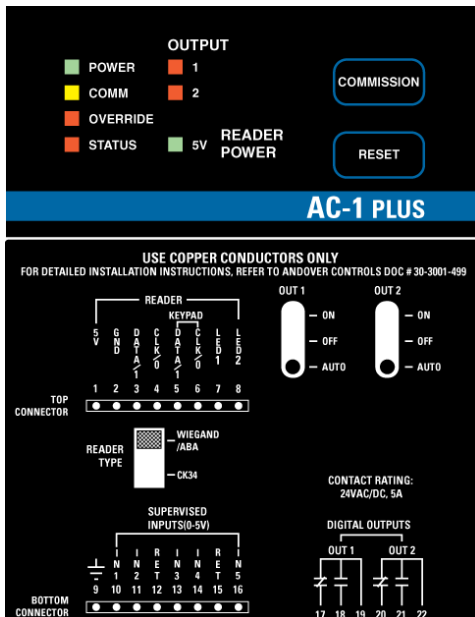 OUTPUT
POWER 1
COMM 2
OVERRIDE
STATUS 5V READER POWER
COMMISSION
RESET
AC-1 PLUS
USE COPPER CONDUCTORS ONLY
FOR DETAILED INSTALLATION INSTRUCTIONS, REFER TO ANDOVER CONTROLS DOC # 30-3001-499
READER
KEYPAD
5V GND DATA/1 CLK/0 DATA/1 CLK/0 LED1 LED2
1 2 3 4 5 6 7 8
TOP CONNECTOR
OUT 1 OUT 2
ON ON
OFF OFF
AUTO AUTO
READER TYPE
WIEGAND
/ABA
CK34
CONTACT RATING:
24VAC/DC, 5A
SUPERVISED
INPUTS(0-5V)
IN1 IN2 RET IN3 IN4 RET IN5
9 10 11 12 13 14 15 16
BOTTOM CONNECTOR
DIGITAL OUTPUTS
OUT 1 OUT 2
17 18 19 20 21 22